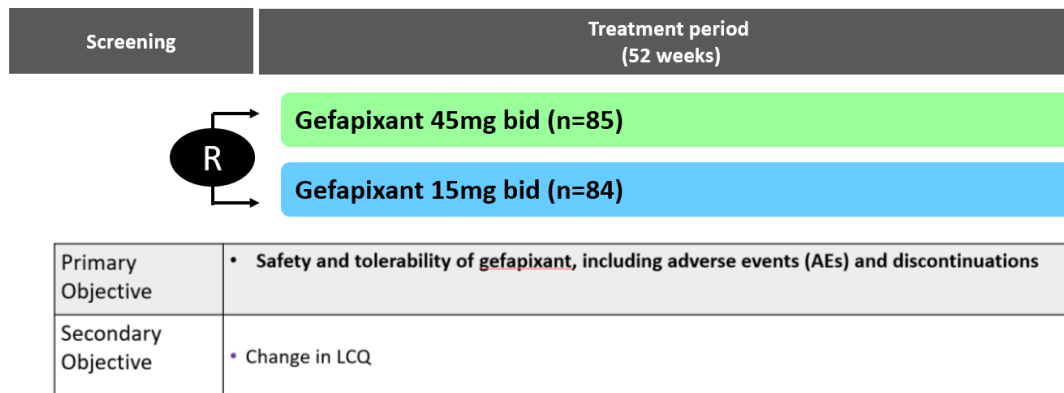 Screening
Treatment period
(52 weeks)
R
Gefapixant 45mg bid (n=85)
Gefapixant 15mg bid (n=84)
Primary
Objective
• Safety and tolerability of gefapixant, including adverse events (AEs) and discontinuations
Secondary
Objective
• Change in LCQ